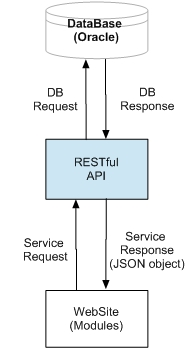 DataBase
(Oracle)
DB
Request
DB
Response
RESTful
API
Service
Request
Service
Response
(JSON object)
WebSite
(Modules)